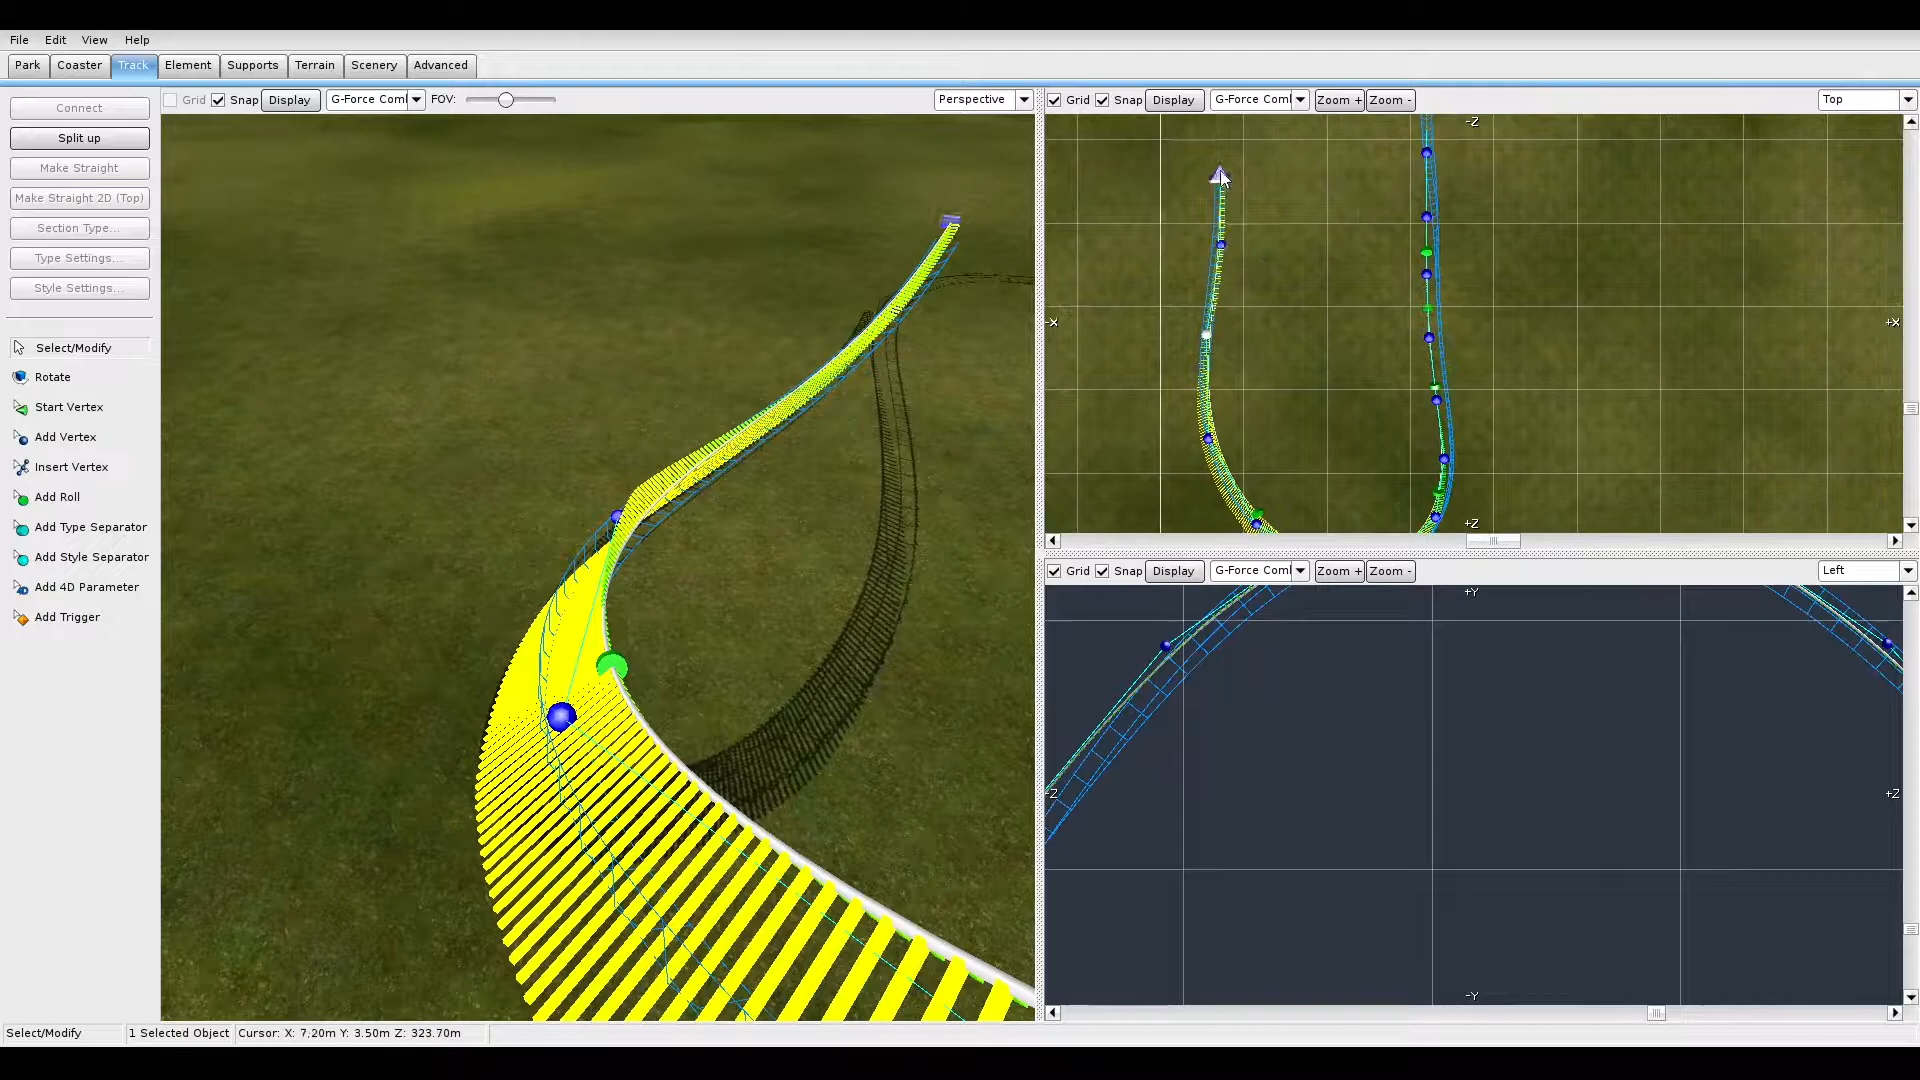 File Edit View Help
Park Coaster Track Element Supports Terrain Scenery Advanced
Connect
Split up
Make Straight
Make Straight 2D (Top)
Section Type...
Type Settings...
Style Settings...
Select/Modify
Rotate
Start Vertex
Add Vertex
Insert Vertex
Add Roll
Add Type Separator
Add Style Separator
Add 4D Parameter
Add Trigger
Grid Snap Display G-Force Com FOV: Perspective
Grid Snap Display G-Force Com Zoom + Zoom - Top
-Z
-X +X
+Z
Grid Snap Display G-Force Com Zoom + Zoom - Left
+Y
-Z +Z
-Y
Select/Modify 1 Selected Object Cursor: X: 7.20m Y: 3.50m Z: 323.70m